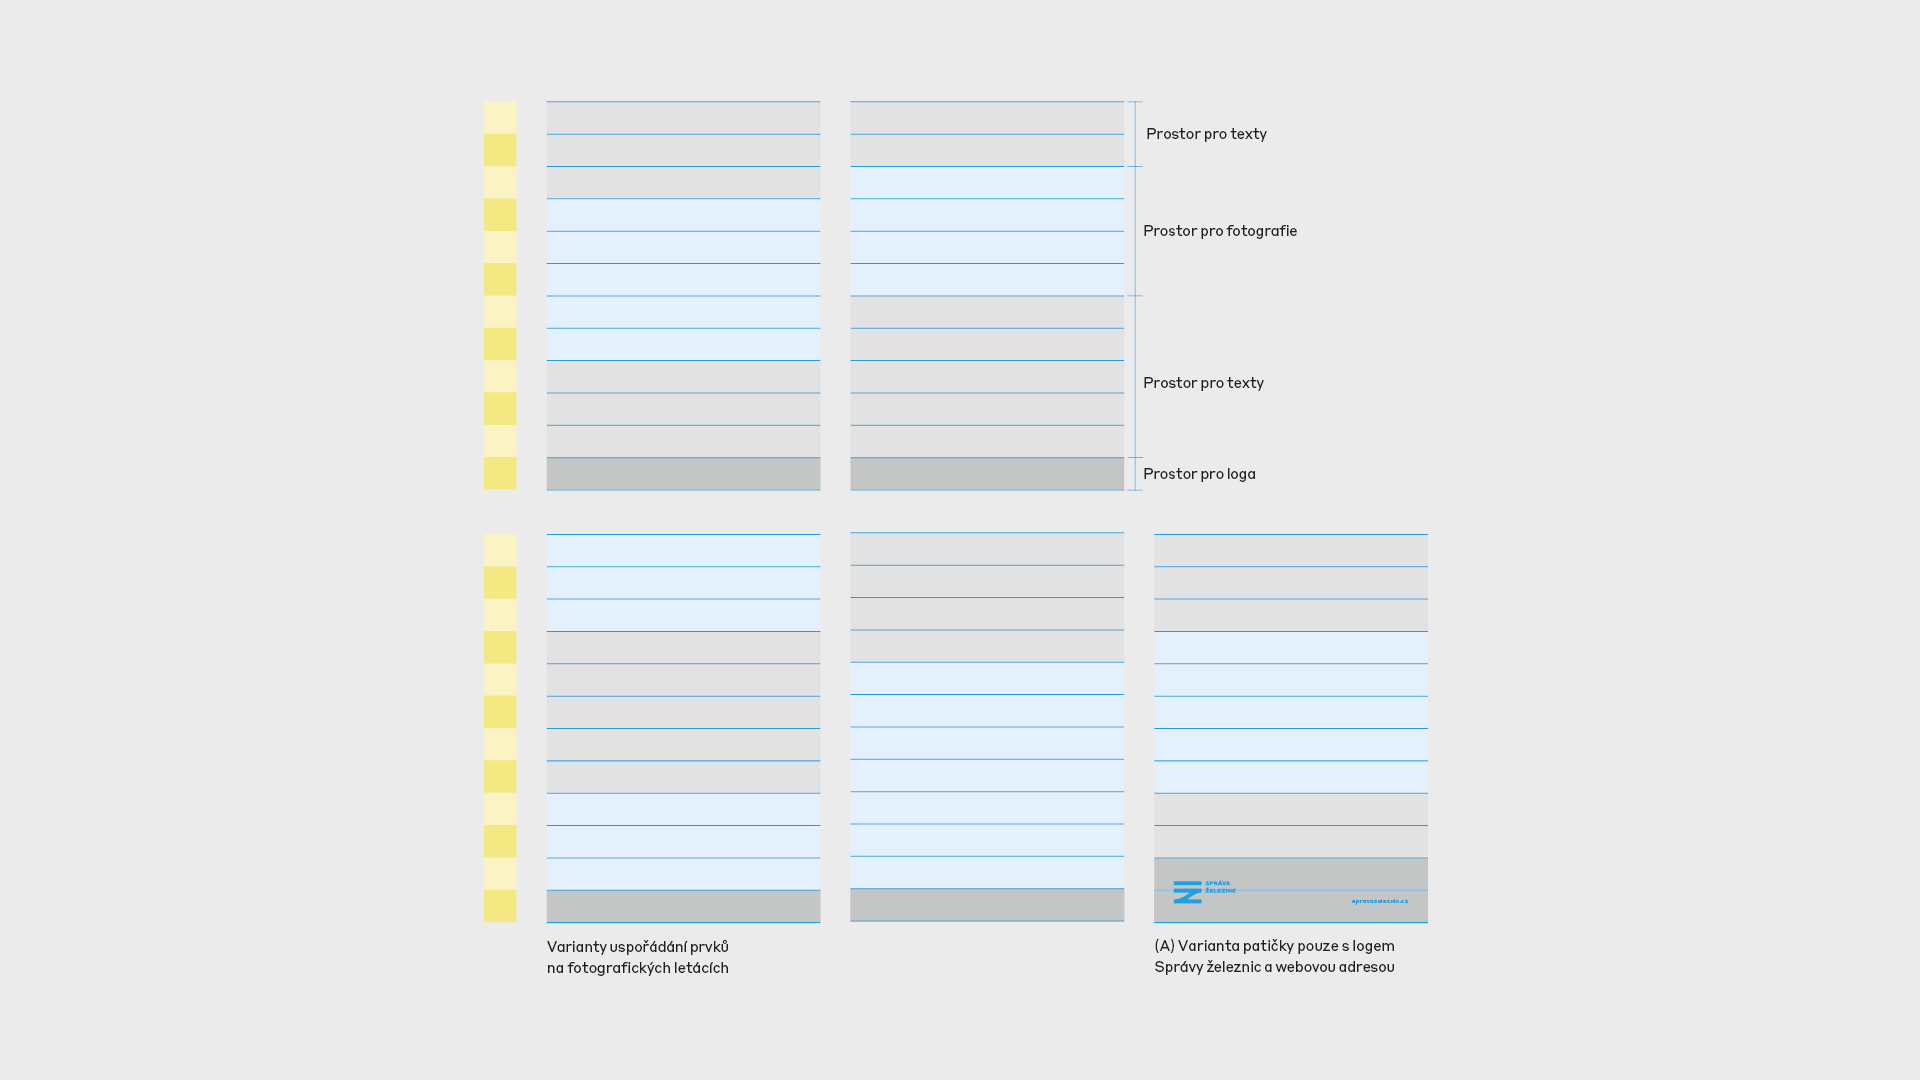 Prostor pro texty
Prostor pro fotografie
Prostor pro texty
Prostor pro loga
SPRÁVA
ŽELEZNIC
spravazeleznic.cz
Varianty uspořádání prvků
na fotografických letácích
(A) Varianta patičky pouze s logem
Správy železnic a webovou adresou